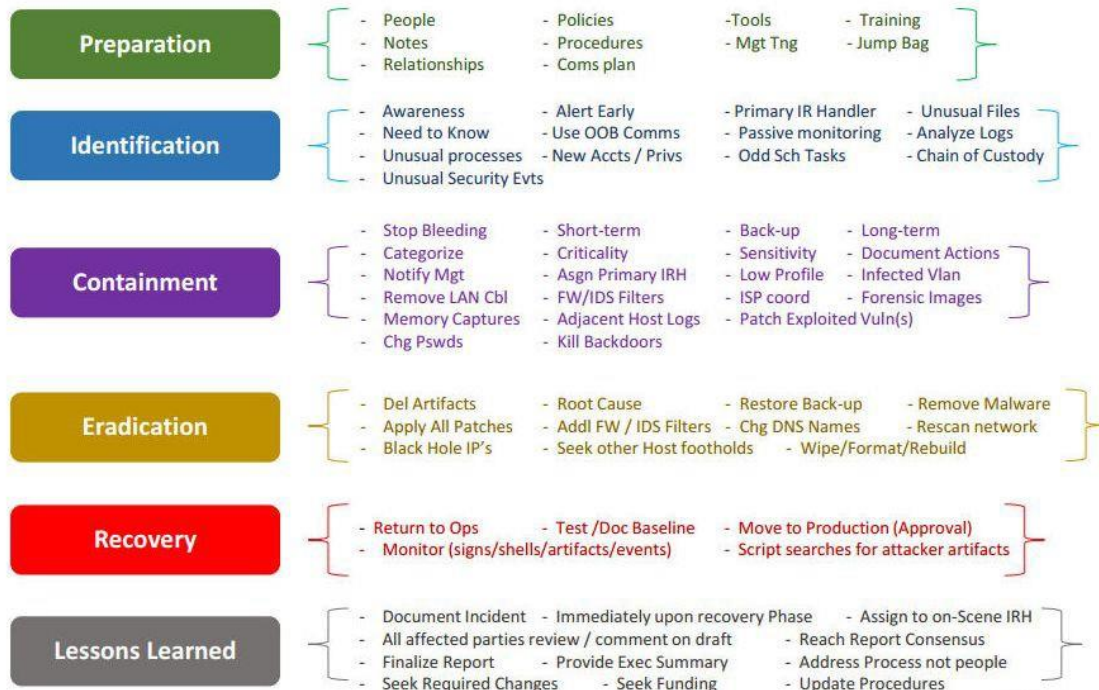 Preparation
- People - Policies -Tools - Training
- Notes - Procedures - Mgt Tng - Jump Bag
- Relationships - Coms plan
Identification
- Awareness - Alert Early - Primary IR Handler - Unusual Files
- Need to Know - Use OOB Comms - Passive monitoring - Analyze Logs
- Unusual processes - New Accts / Privs - Odd Sch Tasks - Chain of Custody
- Unusual Security Evts
Containment
- Stop Bleeding - Short-term - Back-up - Long-term
- Categorize - Criticality - Sensitivity - Document Actions
- Notify Mgt - Asgn Primary IRH - Low Profile - Infected Vlan
- Remove LAN Cbl - FW/IDS Filters - ISP coord - Forensic Images
- Memory Captures - Adjacent Host Logs - Patch Exploited Vuln(s)
- Chg Pswds - Kill Backdoors
Eradication
- Del Artifacts - Root Cause - Restore Back-up - Remove Malware
- Apply All Patches - Addl FW / IDS Filters - Chg DNS Names - Rescan network
- Black Hole IP's - Seek other Host footholds - Wipe/Format/Rebuild
Recovery
- Return to Ops - Test /Doc Baseline - Move to Production (Approval)
- Monitor (signs/shells/artifacts/events) - Script searches for attacker artifacts
Lessons Learned
- Document Incident - Immediately upon recovery Phase - Assign to on-Scene IRH
- All affected parties review / comment on draft - Reach Report Consensus
- Finalize Report - Provide Exec Summary - Address Process not people
- Seek Required Changes - Seek Funding - Update Procedures